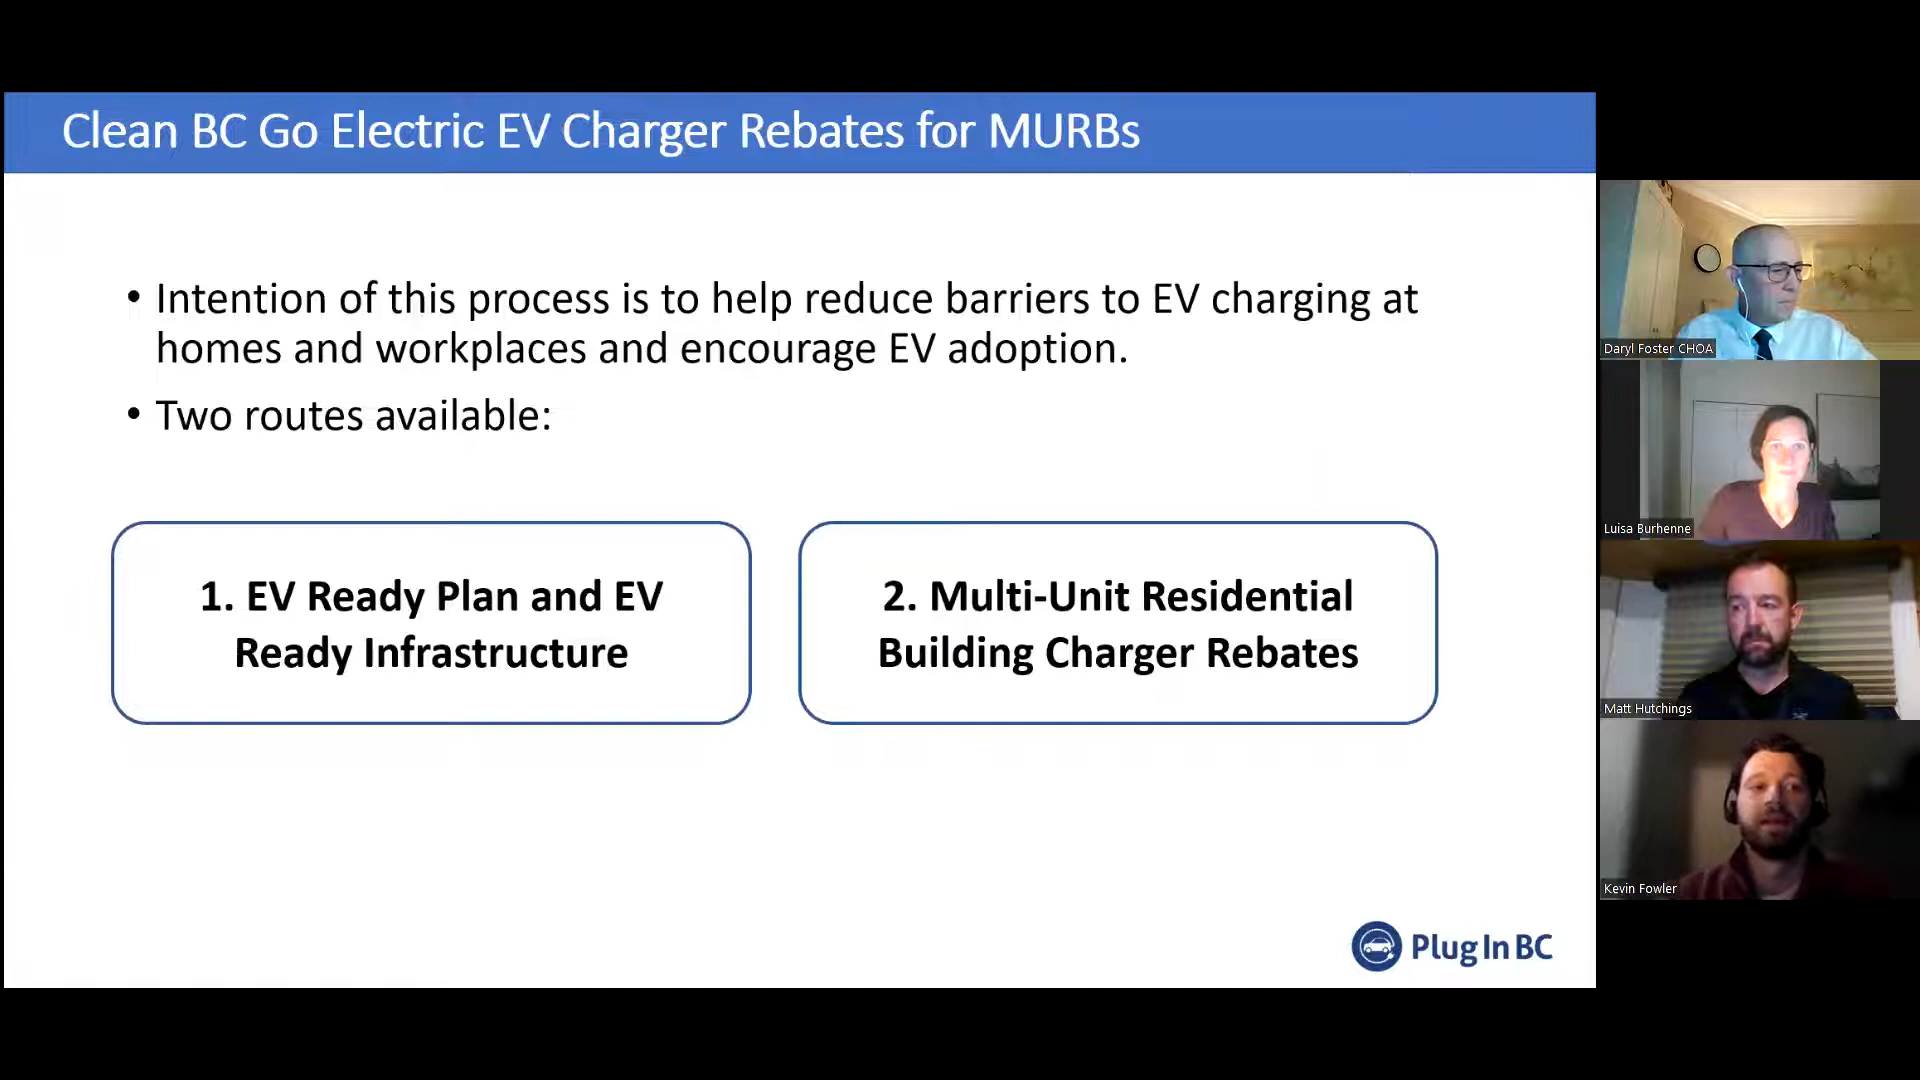 Clean BC Go Electric EV Charger Rebates for MURBs
• Intention of this process is to help reduce barriers to EV charging at
homes and workplaces and encourage EV adoption.
• Two routes available:
1. EV Ready Plan and EV
Ready Infrastructure
2. Multi-Unit Residential
Building Charger Rebates
Plug In BC
Daryl Foster CHOA
Luisa Burhenne
Matt Hutchings
Kevin Fowler